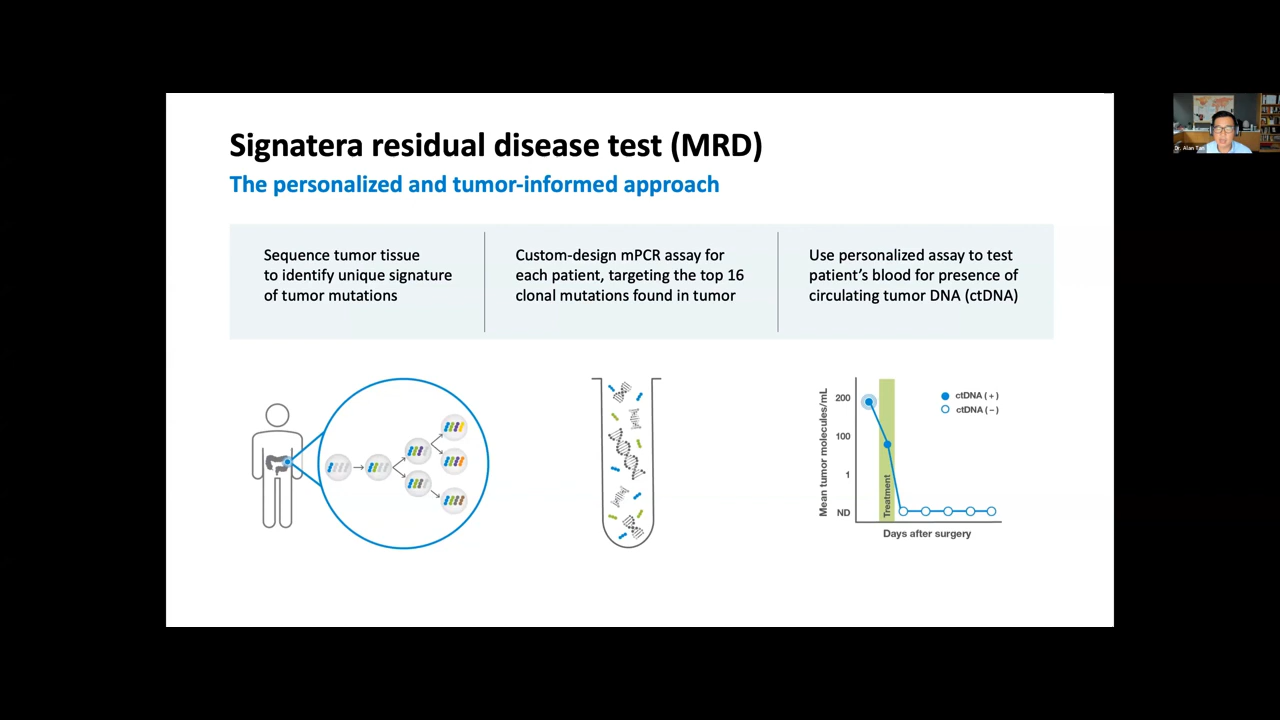 Signatera residual disease test (MRD)
The personalized and tumor-informed approach
Sequence tumor tissue
to identify unique signature
of tumor mutations
Custom-design mPCR assay for
each patient, targeting the top 16
clonal mutations found in tumor
Use personalized assay to test
patient’s blood for presence of
circulating tumor DNA (ctDNA)
Mean tumor molecules/mL
200
100
1
ND
Treatment
ctDNA (+)
ctDNA (−)
Days after surgery
Dr. Alan Tan